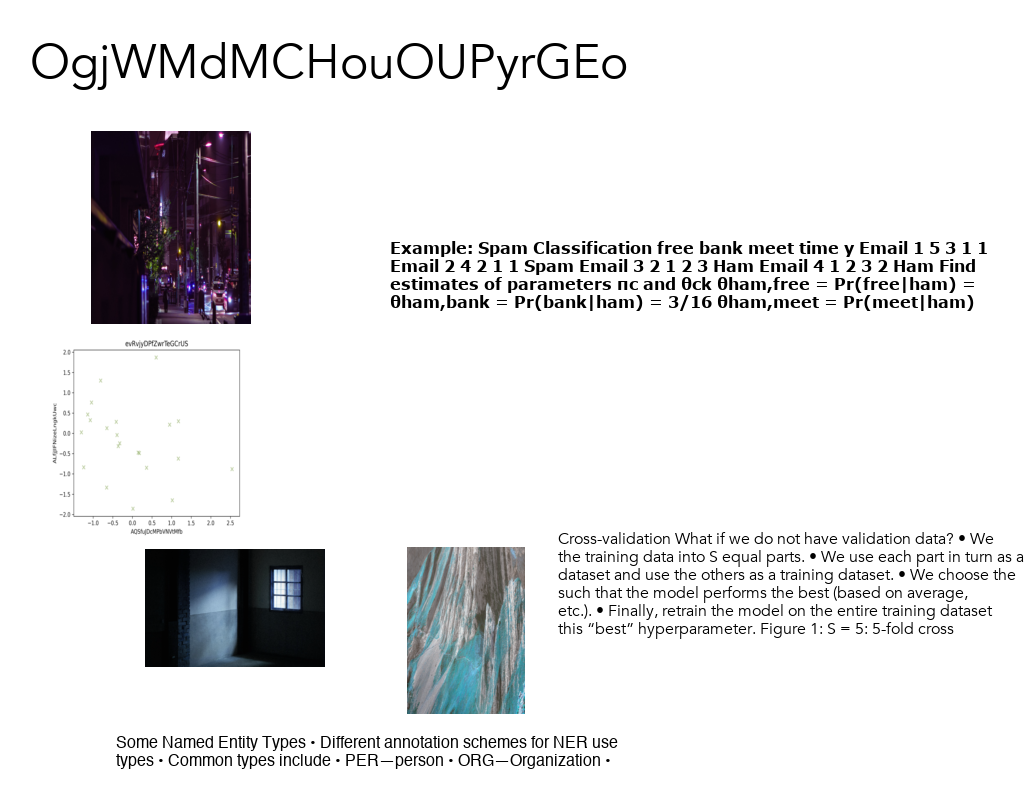 OgjWMdMCHouOUPyrGEo
Example: Spam Classification free bank meet time y Email 1 5 3 1 1
Email 2 4 2 1 1 Spam Email 3 2 1 2 3 Ham Email 4 1 2 3 2 Ham Find
estimates of parameters πc and θck θham,free = Pr(free|ham) =
θham,bank = Pr(bank|ham) = 3/16 θham,meet = Pr(meet|ham)
2.0
1.5
1.0
0.5
0.0
−0.5
−1.0
−1.5
−2.0
−1.0 −0.5 0.0 0.5 1.0 1.5 2.0 2.5
Cross-validation What if we do not have validation data? • We
the training data into S equal parts. • We use each part in turn as a
dataset and use the others as a training dataset. • We choose the
such that the model performs the best (based on average,
etc.). • Finally, retrain the model on the entire training dataset
this “best” hyperparameter. Figure 1: S = 5: 5-fold cross
Some Named Entity Types • Different annotation schemes for NER use
types • Common types include • PER—person • ORG—Organization •